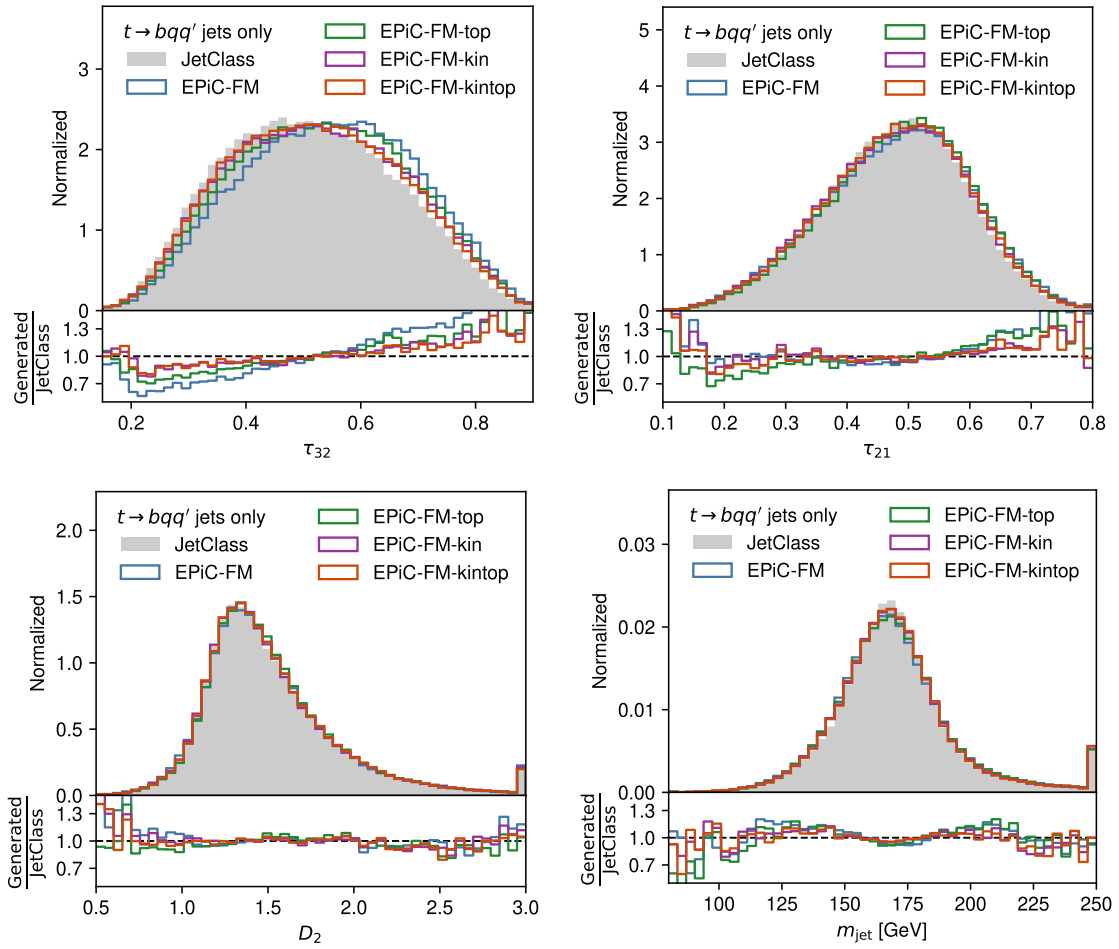 t → bqq′ jets only
JetClass
EPiC-FM
EPiC-FM-top
EPiC-FM-kin
EPiC-FM-kintop
Normalized
3
2
1
0
Generated
JetClass
1.3
1.0
0.7
0.2
0.4
0.6
0.8
τ32
t → bqq′ jets only
JetClass
EPiC-FM
EPiC-FM-top
EPiC-FM-kin
EPiC-FM-kintop
Normalized
5
4
3
2
1
0
Generated
JetClass
1.3
1.0
0.7
0.1
0.2
0.3
0.4
0.5
0.6
0.7
0.8
τ21
t → bqq′ jets only
JetClass
EPiC-FM
EPiC-FM-top
EPiC-FM-kin
EPiC-FM-kintop
Normalized
2.0
1.5
1.0
0.5
0.0
Generated
JetClass
1.3
1.0
0.7
0.5
1.0
1.5
2.0
2.5
3.0
D2
t → bqq′ jets only
JetClass
EPiC-FM
EPiC-FM-top
EPiC-FM-kin
EPiC-FM-kintop
Normalized
0.03
0.02
0.01
0.00
Generated
JetClass
1.3
1.0
0.7
100
125
150
175
200
225
250
mjet [GeV]